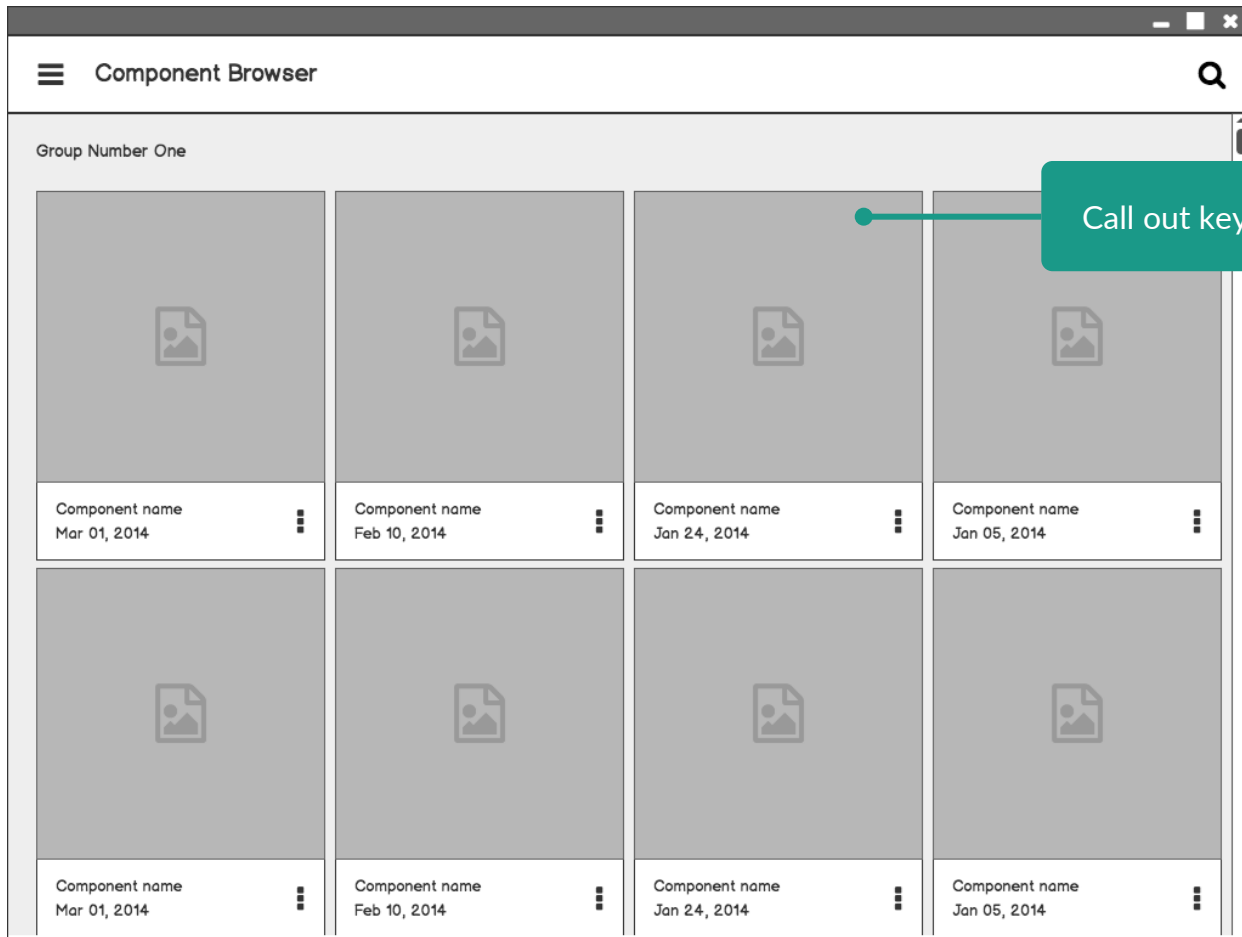 Component Browser
Group Number One
Call out key
Component name
Mar 01, 2014
Component name
Feb 10, 2014
Component name
Jan 24, 2014
Component name
Jan 05, 2014
Component name
Mar 01, 2014
Component name
Feb 10, 2014
Component name
Jan 24, 2014
Component name
Jan 05, 2014